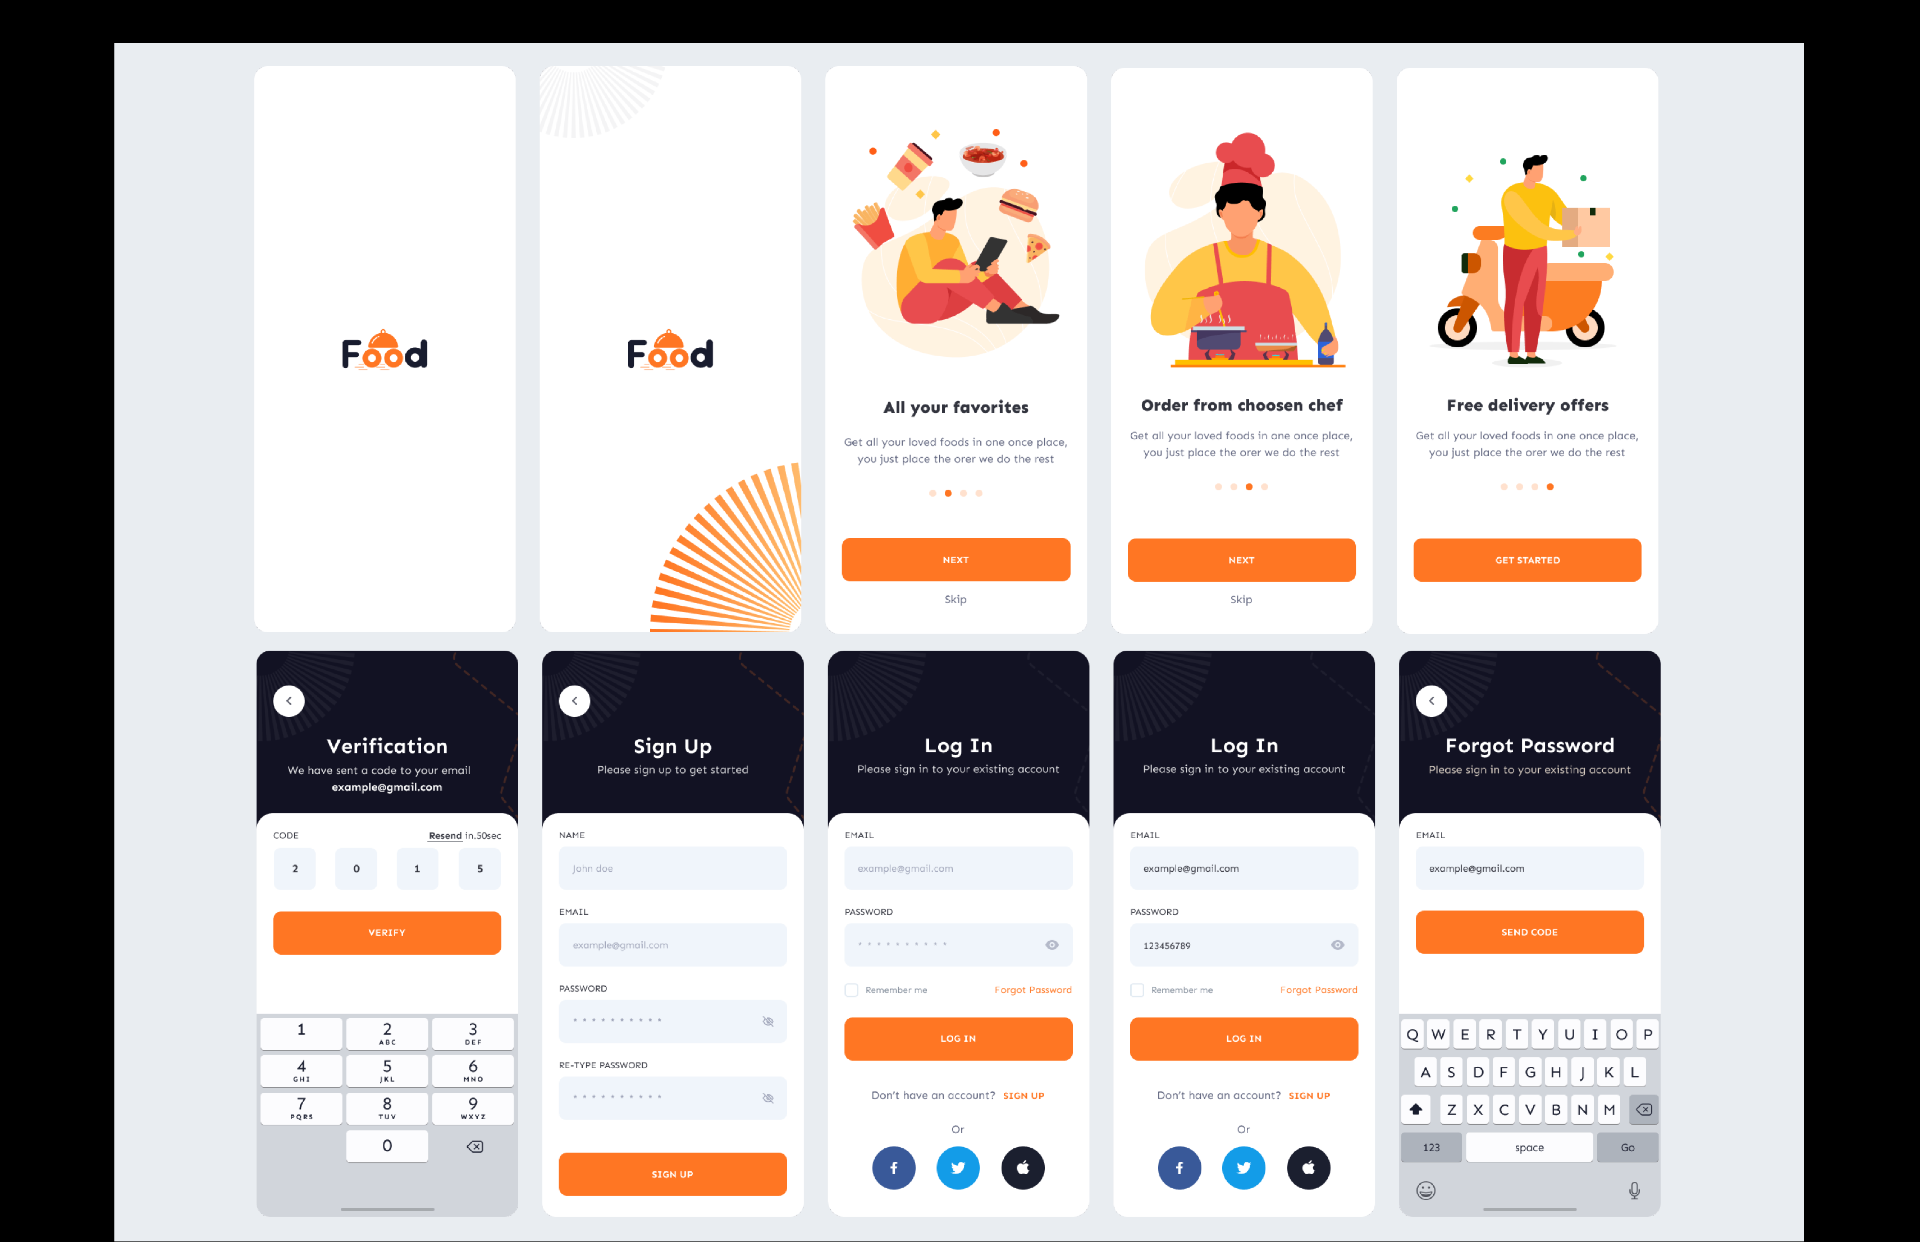 Food
Food
All your favorites
Get all your loved foods in one once place,
you just place the orer we do the rest
NEXT
Skip
Order from choosen chef
Get all your loved foods in one once place,
you just place the orer we do the rest
NEXT
Skip
Free delivery offers
Get all your loved foods in one once place,
you just place the orer we do the rest
GET STARTED
Verification
We have sent a code to your email
example@gmail.com
CODE Resend in.50sec
2 0 1 5
VERIFY
1 2 3
ABC DEF
4 5 6
GHI JKL MNO
7 8 9
PQRS TUV WXYZ
0
Sign Up
Please sign up to get started
NAME
John doe
EMAIL
example@gmail.com
PASSWORD
* * * * * * * * * *
RE-TYPE PASSWORD
* * * * * * * * * *
SIGN UP
Log In
Please sign in to your existing account
EMAIL
example@gmail.com
PASSWORD
* * * * * * * * * *
Remember me Forgot Password
LOG IN
Don't have an account? SIGN UP
Or
f
Log In
Please sign in to your existing account
EMAIL
example@gmail.com
PASSWORD
123456789
Remember me Forgot Password
LOG IN
Don't have an account? SIGN UP
Or
f
Forgot Password
Please sign in to your existing account
EMAIL
example@gmail.com
SEND CODE
Q W E R T Y U I O P
A S D F G H J K L
Z X C V B N M
123 space Go